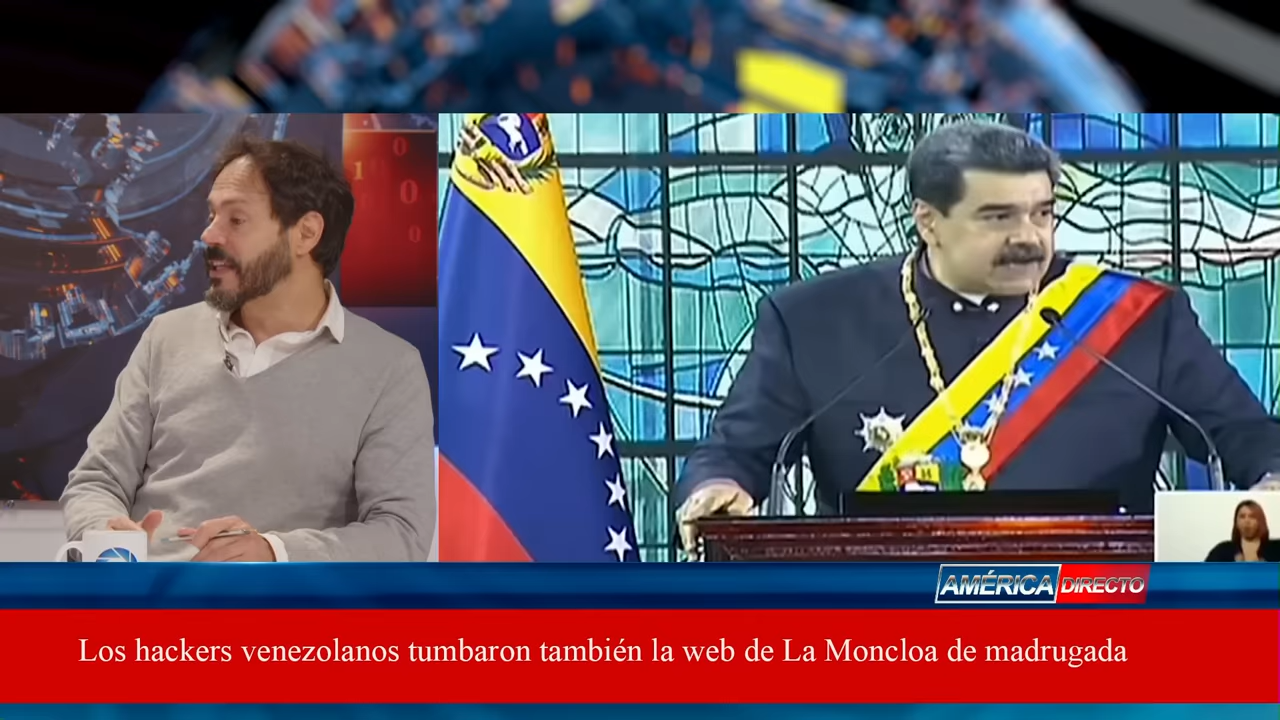 AMÉRICA DIRECTO
Los hackers venezolanos tumbaron también la web de La Moncloa de madrugada